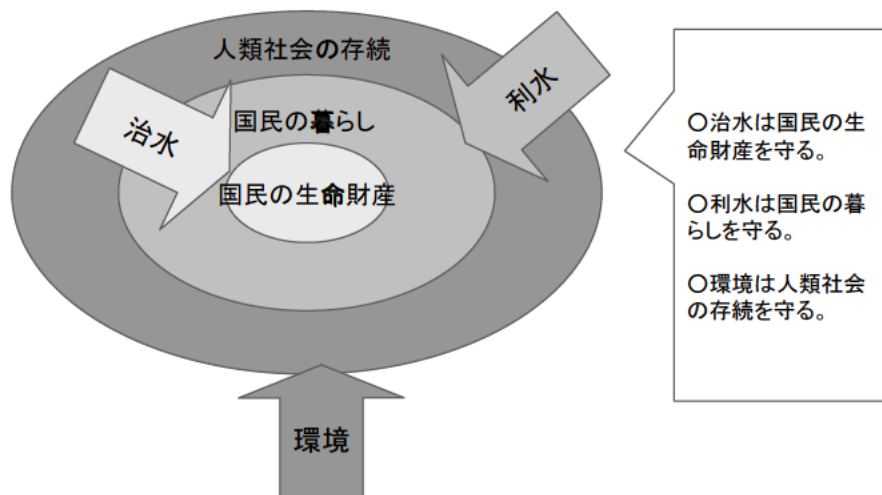 人類社会の存続
利水
治水
国民の暮らし
国民の生命財産
環境
〇治水は国民の生
命財産を守る。
〇利水は国民の暮
らしを守る。
〇環境は人類社会
の存続を守る。